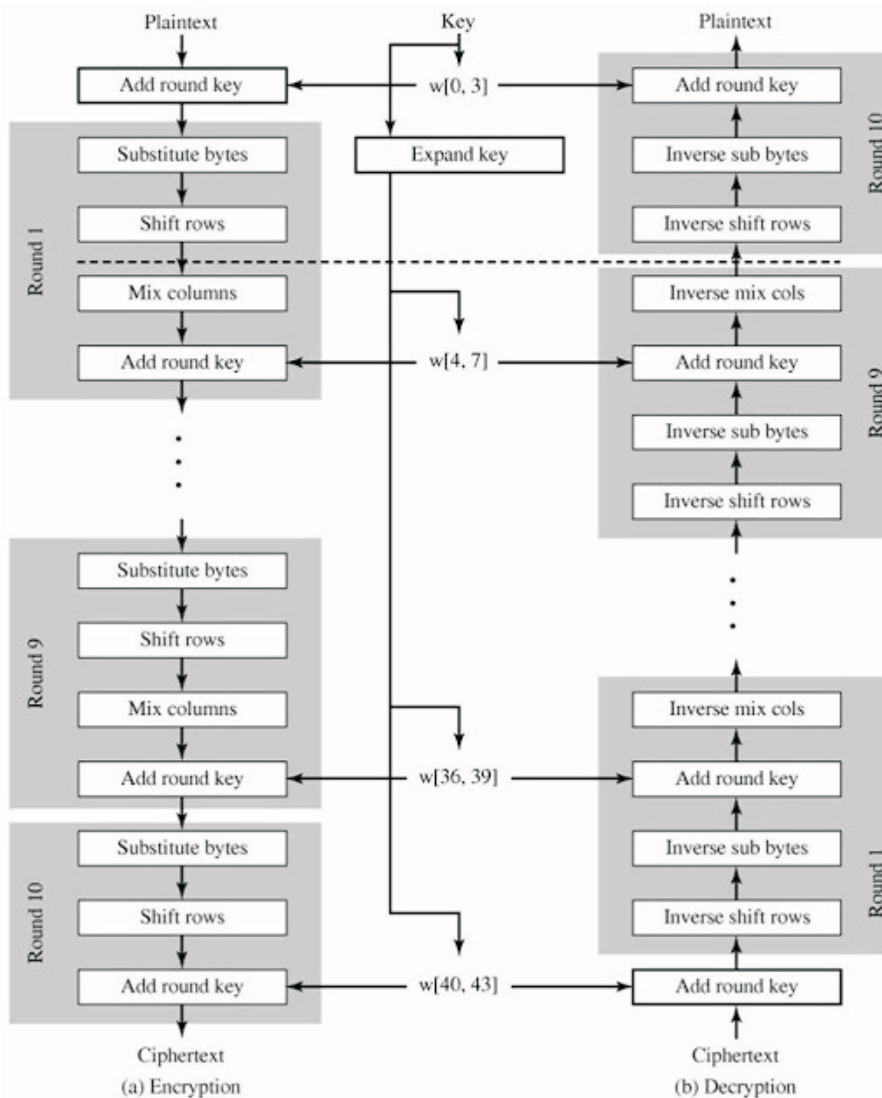 Plaintext
Key
Plaintext
Add round key
w[0, 3]
Add round key
Substitute bytes
Expand key
Inverse sub bytes
Round 10
Shift rows
Inverse shift rows
Round 1
Mix columns
Inverse mix cols
Add round key
w[4, 7]
Add round key
Round 9
Inverse sub bytes
Inverse shift rows
Substitute bytes
Shift rows
Round 9
Mix columns
Inverse mix cols
Add round key
w[36, 39]
Add round key
Substitute bytes
Inverse sub bytes
Round 1
Round 10
Shift rows
Inverse shift rows
Add round key
w[40, 43]
Add round key
Ciphertext
Ciphertext
(a) Encryption
(b) Decryption